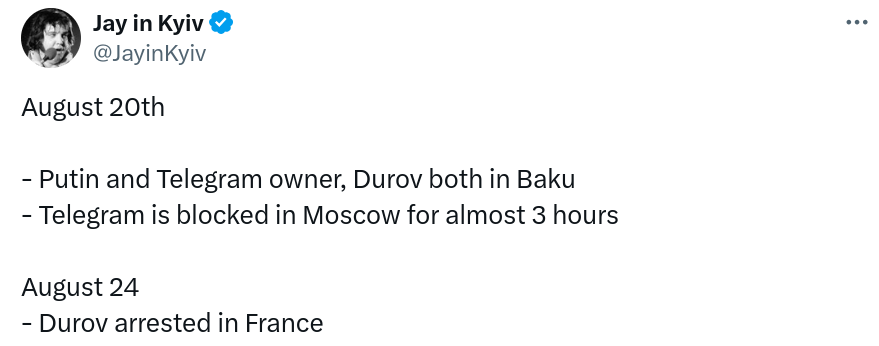 Jay in Kyiv
@JayinKyiv
August 20th
- Putin and Telegram owner, Durov both in Baku
- Telegram is blocked in Moscow for almost 3 hours
August 24
- Durov arrested in France